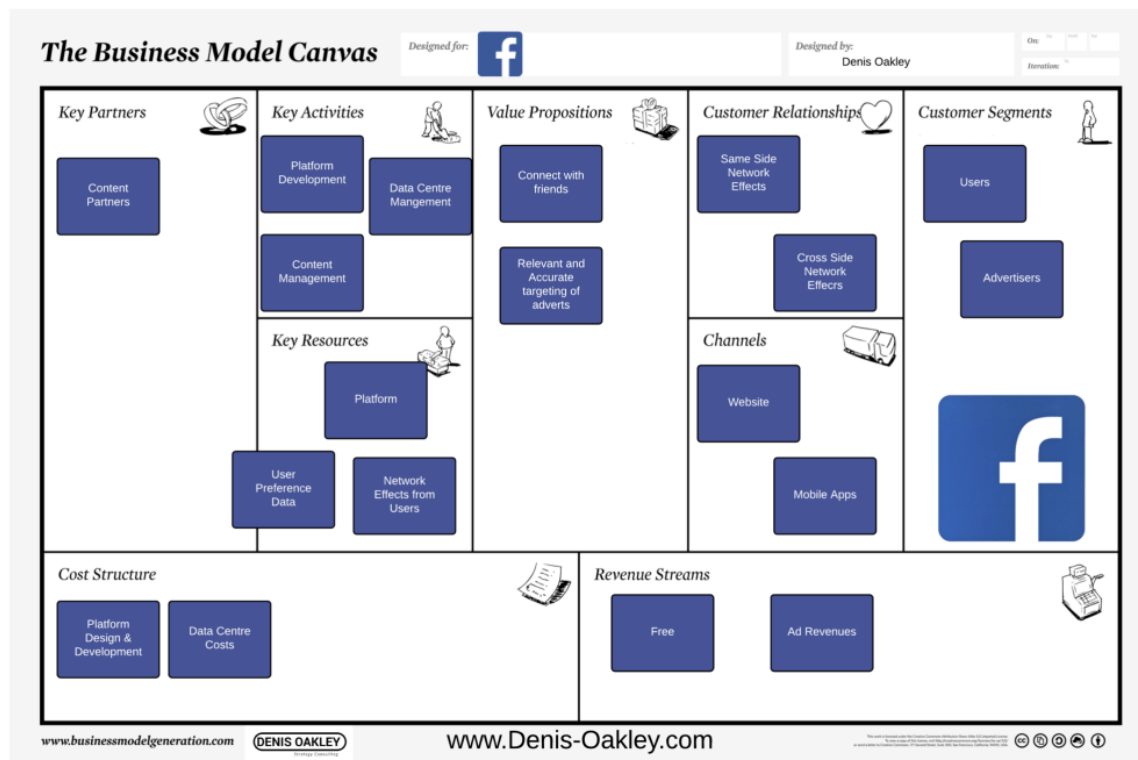 The Business Model Canvas
Designed for:
Designed by:
Denis Oakley
On:
Iteration:
Key Partners
Content
Partners
Key Activities
Platform
Development
Data Centre
Mangement
Content
Management
Key Resources
Platform
User
Preference
Data
Network
Effects from
Users
Value Propositions
Connect with
friends
Relevant and
Accurate
targeting of
adverts
Customer Relationships
Same Side
Network
Effects
Cross Side
Network
Effecrs
Channels
Website
Mobile Apps
Customer Segments
Users
Advertisers
Cost Structure
Platform
Design &
Development
Data Centre
Costs
Revenue Streams
Free
Ad Revenues
www.businessmodelgeneration.com
DENIS OAKLEY
Strategy Consulting
www.Denis-Oakley.com